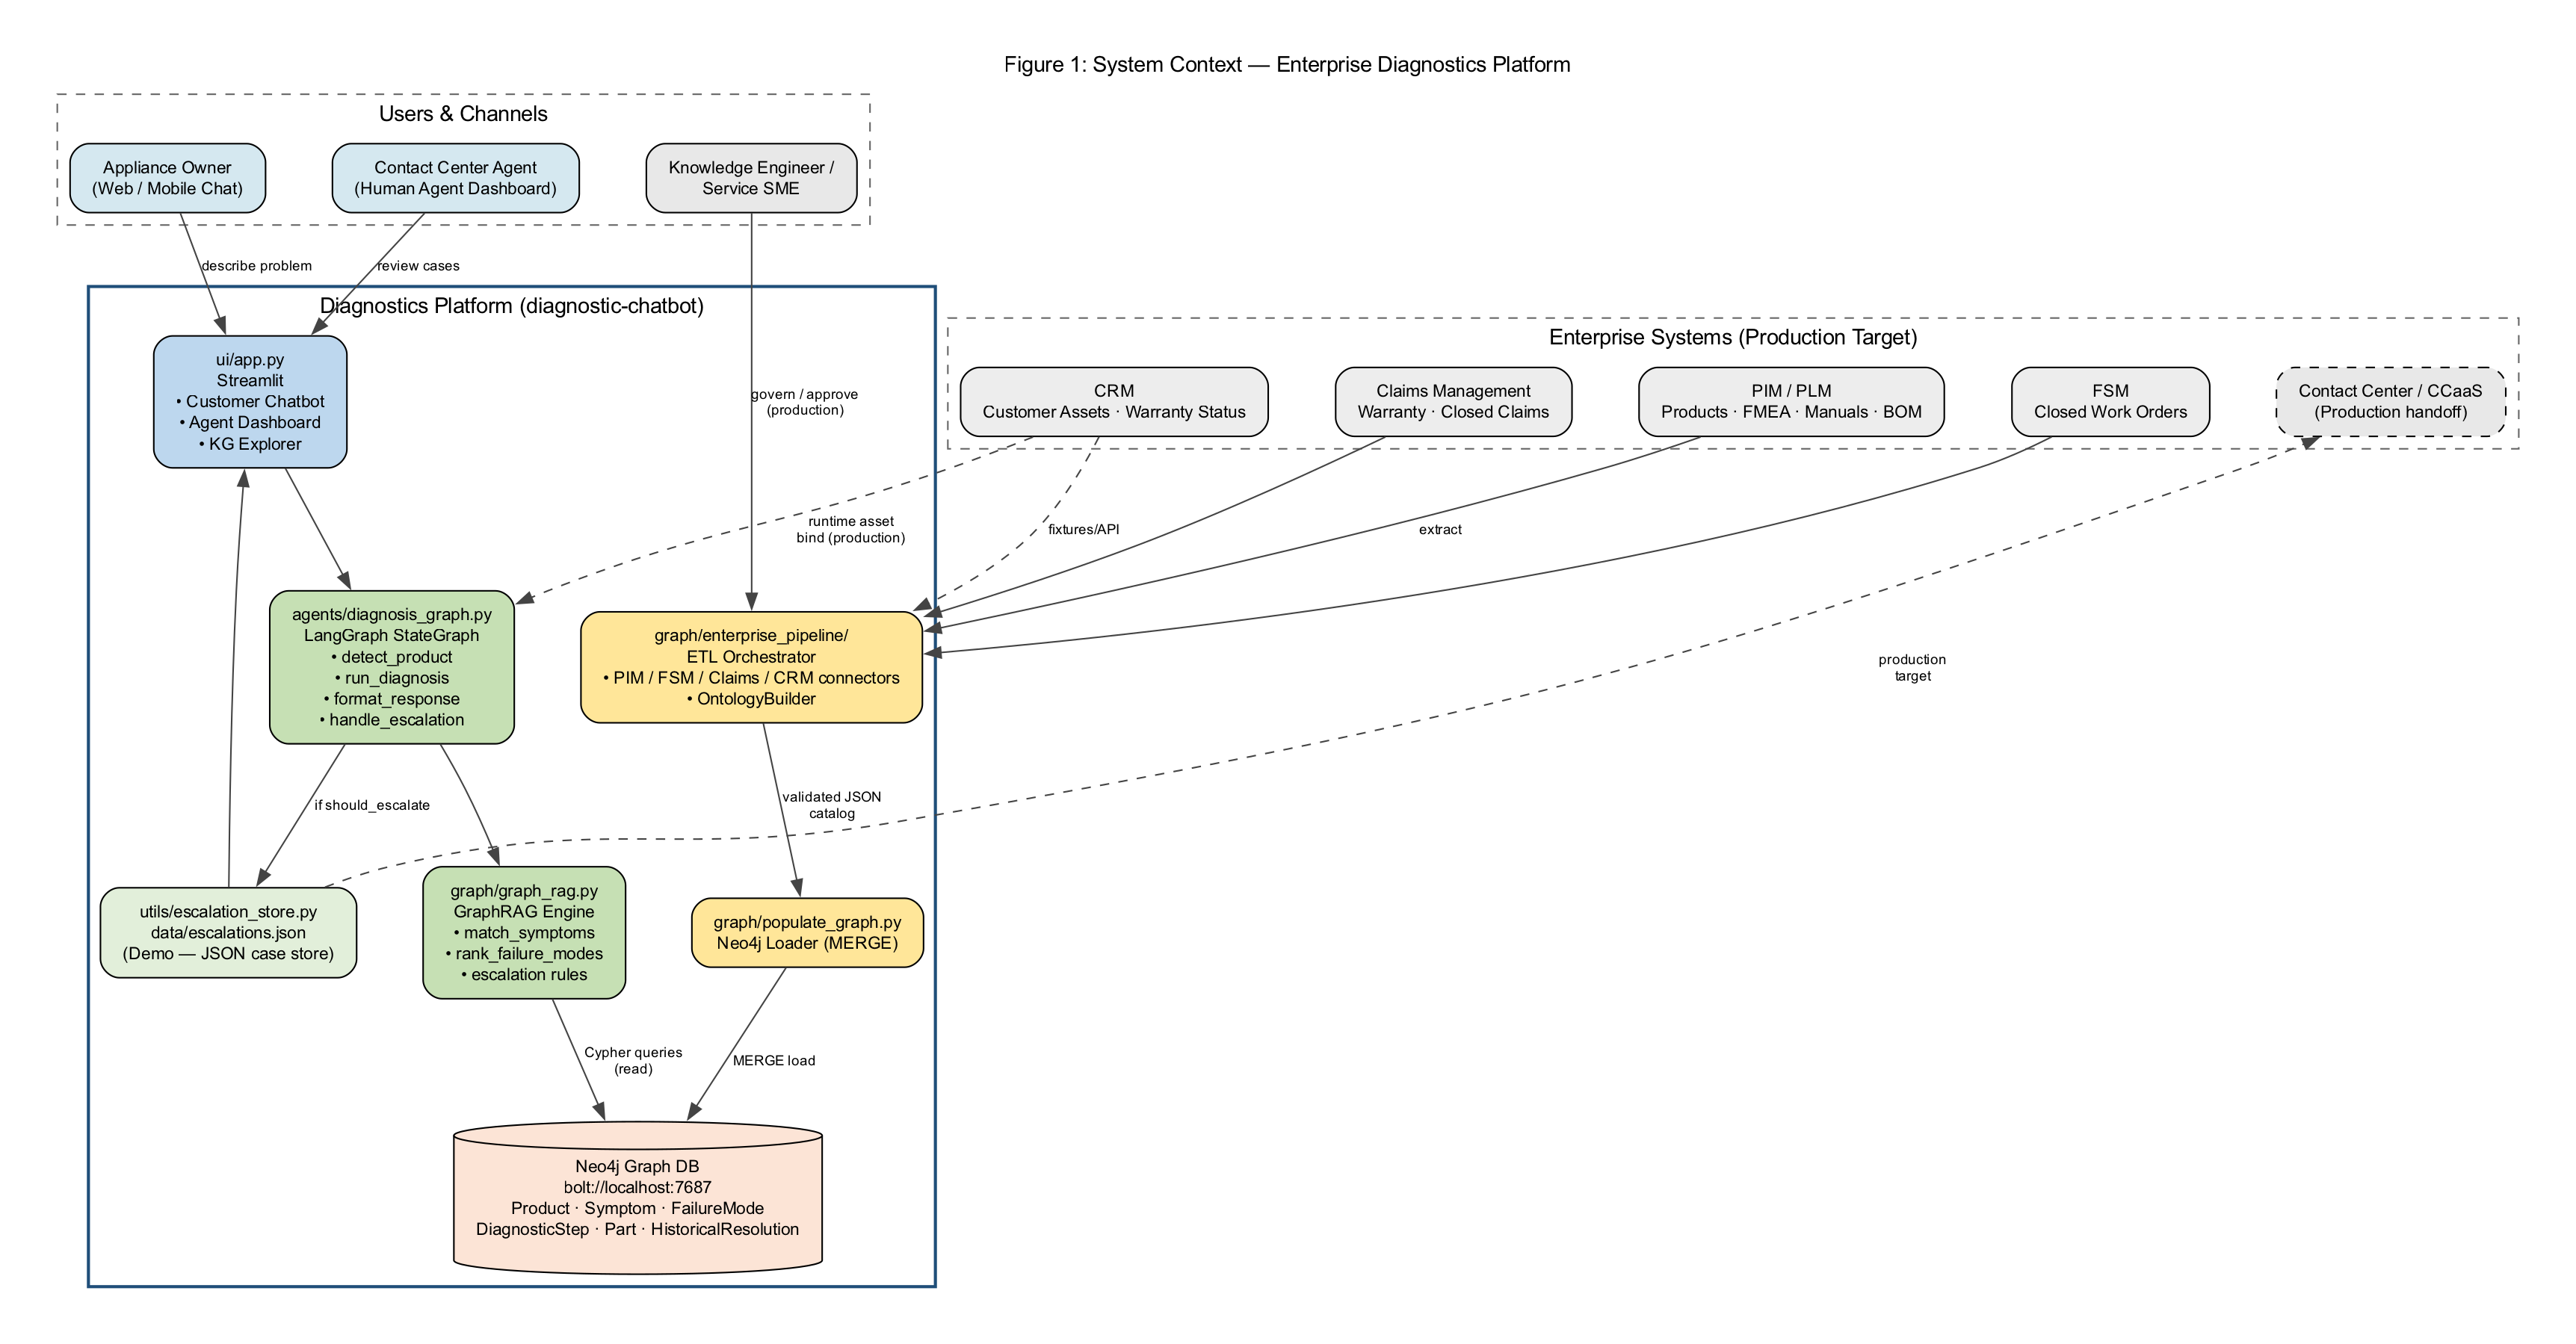 Figure 1: System Context — Enterprise Diagnostics Platform
Users & Channels
Appliance Owner
(Web / Mobile Chat)
Contact Center Agent
(Human Agent Dashboard)
Knowledge Engineer /
Service SME
describe problem
review cases
Diagnostics Platform (diagnostic-chatbot)
ui/app.py
Streamlit
• Customer Chatbot
• Agent Dashboard
• KG Explorer
govern / approve
(production)
Enterprise Systems (Production Target)
CRM
Customer Assets · Warranty Status
Claims Management
Warranty · Closed Claims
PIM / PLM
Products · FMEA · Manuals · BOM
FSM
Closed Work Orders
Contact Center / CCaaS
(Production handoff)
runtime asset
bind (production)
fixtures/API
extract
agents/diagnosis_graph.py
LangGraph StateGraph
• detect_product
• run_diagnosis
• format_response
• handle_escalation
graph/enterprise_pipeline/
ETL Orchestrator
• PIM / FSM / Claims / CRM connectors
• OntologyBuilder
production
target
if should_escalate
validated JSON
catalog
utils/escalation_store.py
data/escalations.json
(Demo — JSON case store)
graph/graph_rag.py
GraphRAG Engine
• match_symptoms
• rank_failure_modes
• escalation rules
graph/populate_graph.py
Neo4j Loader (MERGE)
Cypher queries
(read)
MERGE load
Neo4j Graph DB
bolt://localhost:7687
Product · Symptom · FailureMode
DiagnosticStep · Part · HistoricalResolution